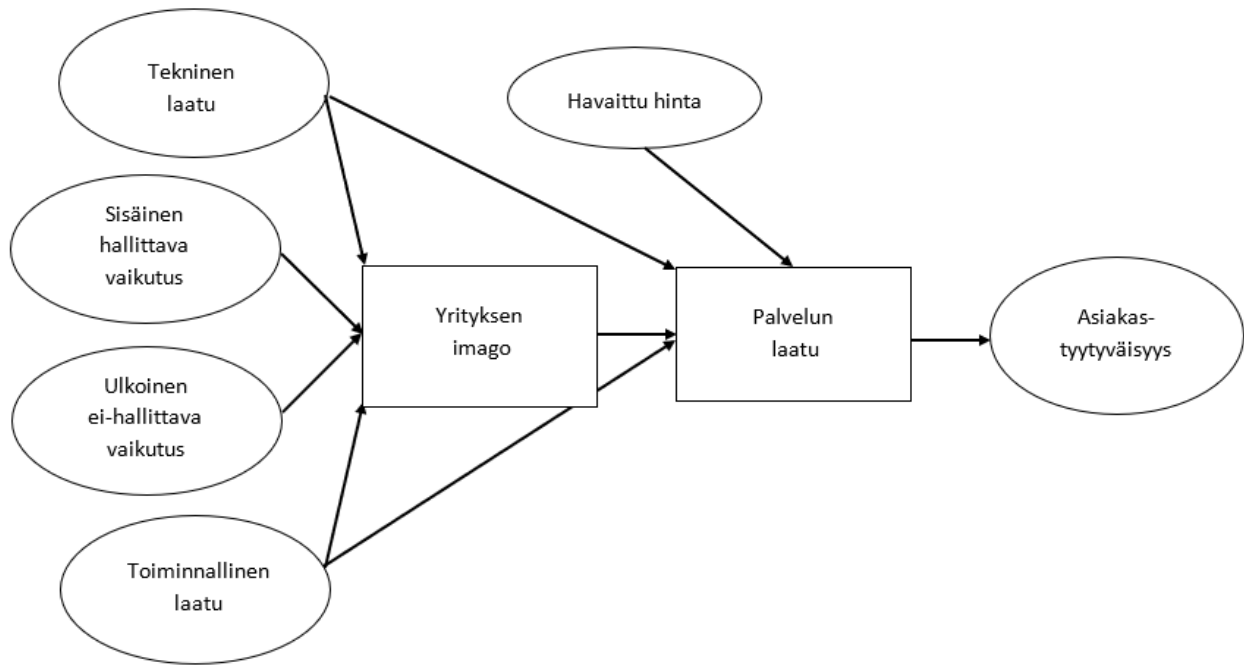 Tekninen
laatu
Havaittu hinta
Sisäinen
hallittava
vaikutus
Yrityksen
imago
Palvelun
laatu
Asiakas-
tyytyväisyys
Ulkoinen
ei-hallittava
vaikutus
Toiminnallinen
laatu